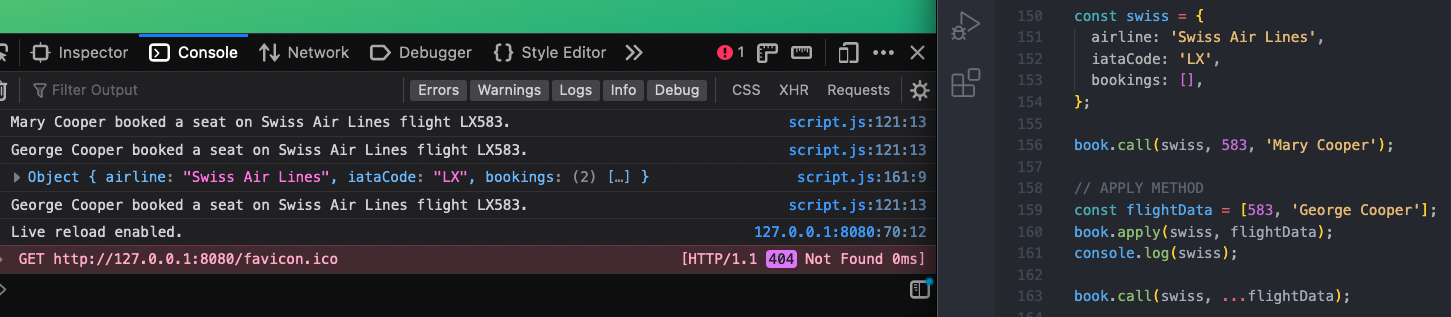 Inspector Console Network Debugger {} Style Editor 1
Filter Output Errors Warnings Logs Info Debug CSS XHR Requests
Mary Cooper booked a seat on Swiss Air Lines flight LX583. script.js:121:13
George Cooper booked a seat on Swiss Air Lines flight LX583. script.js:121:13
Object { airline: "Swiss Air Lines", iataCode: "LX", bookings: (2) […] } script.js:161:9
George Cooper booked a seat on Swiss Air Lines flight LX583. script.js:121:13
Live reload enabled. 127.0.0.1:8080:70:12
GET http://127.0.0.1:8080/favicon.ico [HTTP/1.1 404 Not Found 0ms]
150 const swiss = {
151 airline: 'Swiss Air Lines',
152 iataCode: 'LX',
153 bookings: [],
154 };
155
156 book.call(swiss, 583, 'Mary Cooper');
157
158 // APPLY METHOD
159 const flightData = [583, 'George Cooper'];
160 book.apply(swiss, flightData);
161 console.log(swiss);
162
163 book.call(swiss, ...flightData);